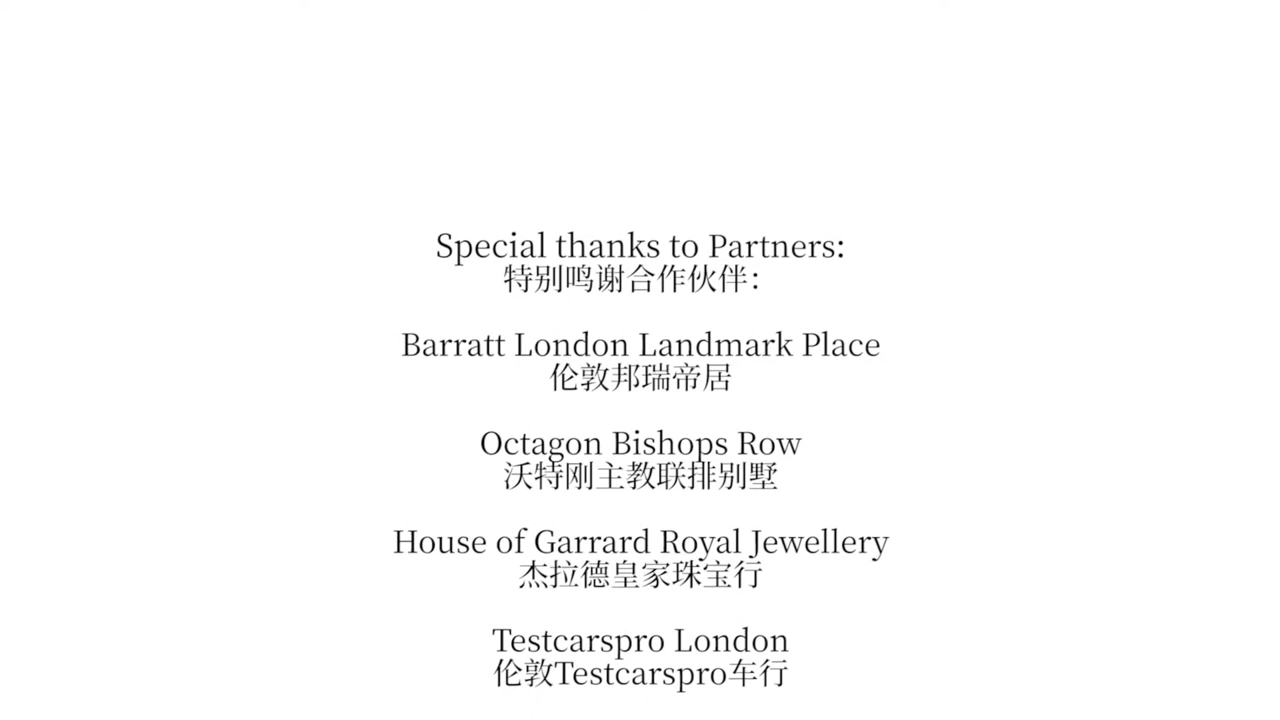 Special thanks to Partners:
特别鸣谢合作伙伴：
Barratt London Landmark Place
伦敦邦瑞帝居
Octagon Bishops Row
沃特刚主教联排别墅
House of Garrard Royal Jewellery
杰拉德皇家珠宝行
Testcarspro London
伦敦Testcarspro车行